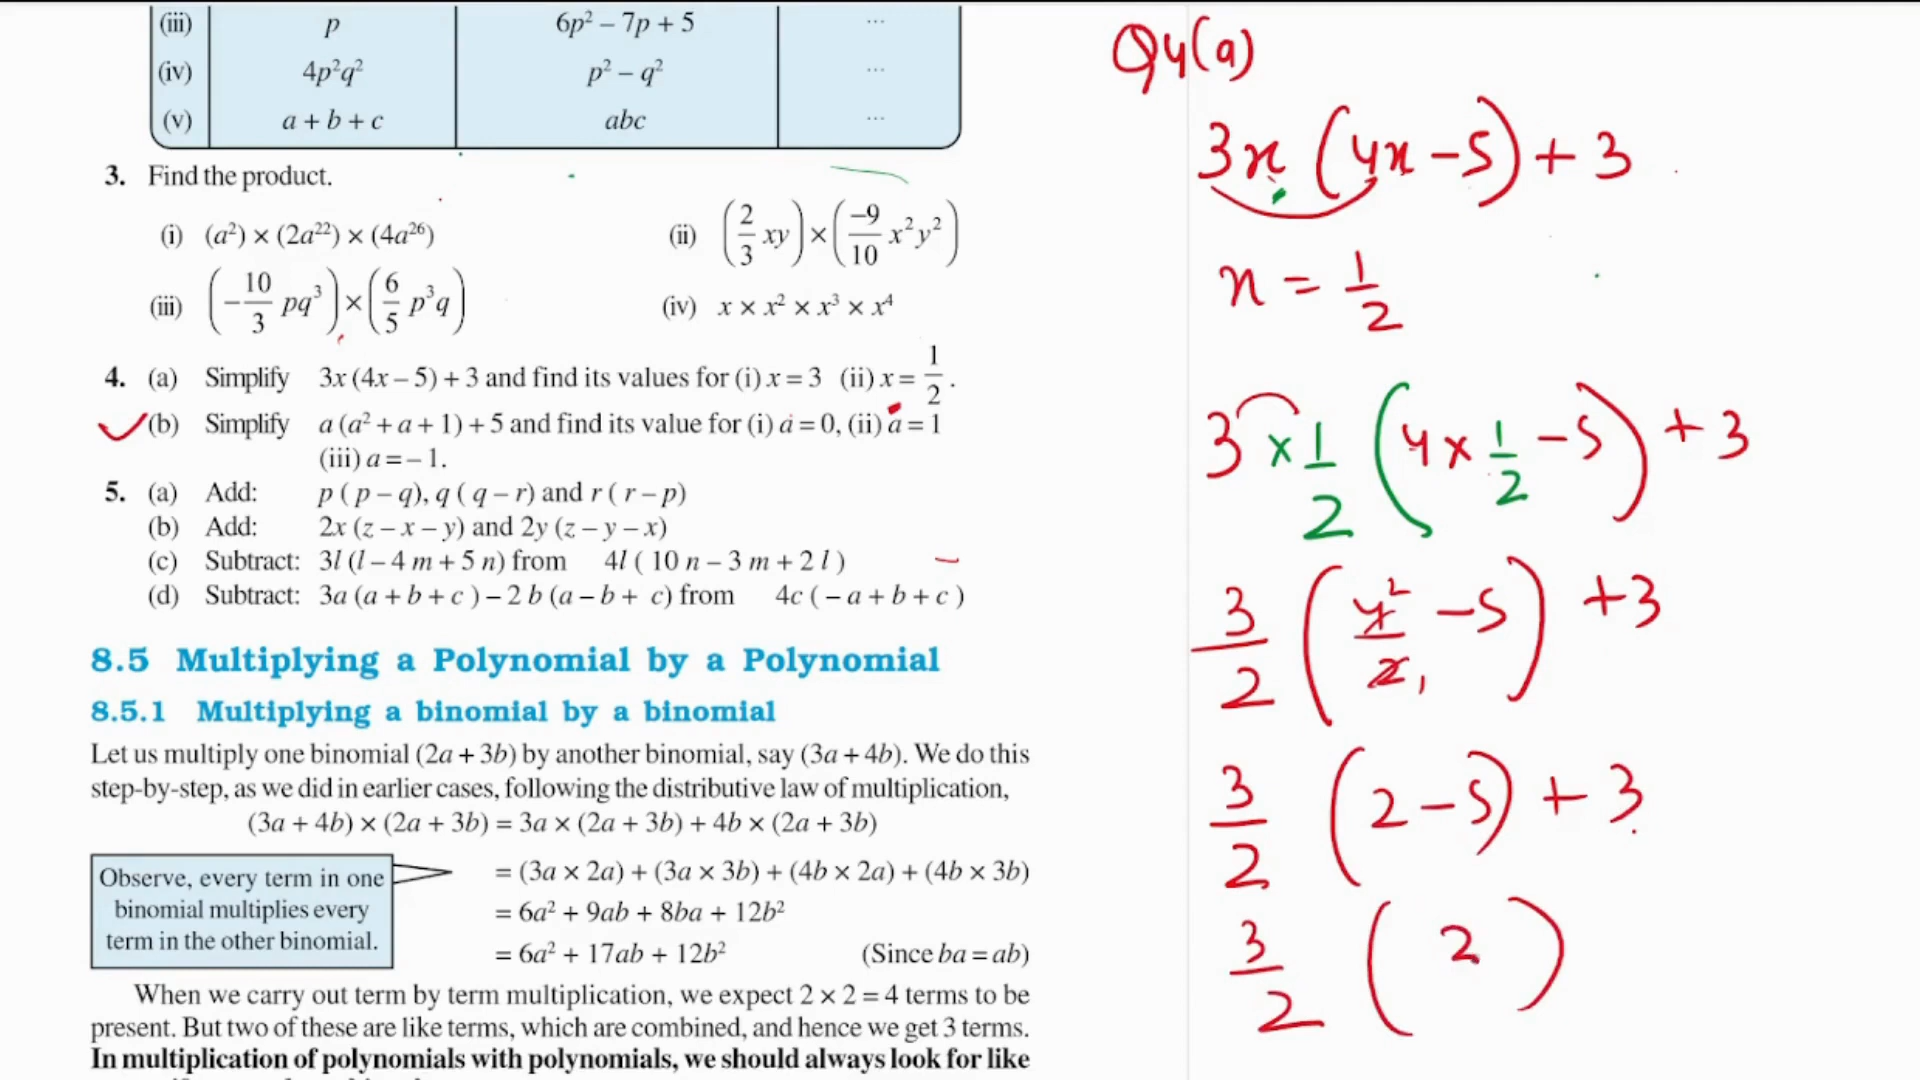 (iii) p 6p² – 7p + 5 ...
(iv) 4p²q² p² – q² ...
(v) a + b + c abc ...
3. Find the product.
(i) (a²) × (2a²²) × (4a²⁶) (ii) (2/3 xy) × (–9/10 x²y²)
(iii) (–10/3 pq³) × (6/5 p³q) (iv) x × x² × x³ × x⁴
4. (a) Simplify 3x (4x – 5) + 3 and find its values for (i) x = 3 (ii) x = 1/2 .
(b) Simplify a (a² + a + 1) + 5 and find its value for (i) a = 0, (ii) a = 1
(iii) a = – 1.
5. (a) Add: p ( p – q), q ( q – r) and r ( r – p)
(b) Add: 2x (z – x – y) and 2y (z – y – x)
(c) Subtract: 3l (l – 4 m + 5 n) from 4l ( 10 n – 3 m + 2 l )
(d) Subtract: 3a (a + b + c ) – 2 b (a – b + c) from 4c ( – a + b + c )
8.5 Multiplying a Polynomial by a Polynomial
8.5.1 Multiplying a binomial by a binomial
Let us multiply one binomial (2a + 3b) by another binomial, say (3a + 4b). We do this
step-by-step, as we did in earlier cases, following the distributive law of multiplication,
(3a + 4b) × (2a + 3b) = 3a × (2a + 3b) + 4b × (2a + 3b)
Observe, every term in one
binomial multiplies every
term in the other binomial.
= (3a × 2a) + (3a × 3b) + (4b × 2a) + (4b × 3b)
= 6a² + 9ab + 8ba + 12b²
= 6a² + 17ab + 12b² (Since ba = ab)
When we carry out term by term multiplication, we expect 2 × 2 = 4 terms to be
present. But two of these are like terms, which are combined, and hence we get 3 terms.
In multiplication of polynomials with polynomials, we should always look for like
Q4(a)
3x (4x – 5) + 3
x = 1/2
3 × 1/2 (4 × 1/2 – 5) + 3
3/2 (4²/2₁ – 5) + 3
3/2 (2 – 5) + 3
3/2 ( 2 )